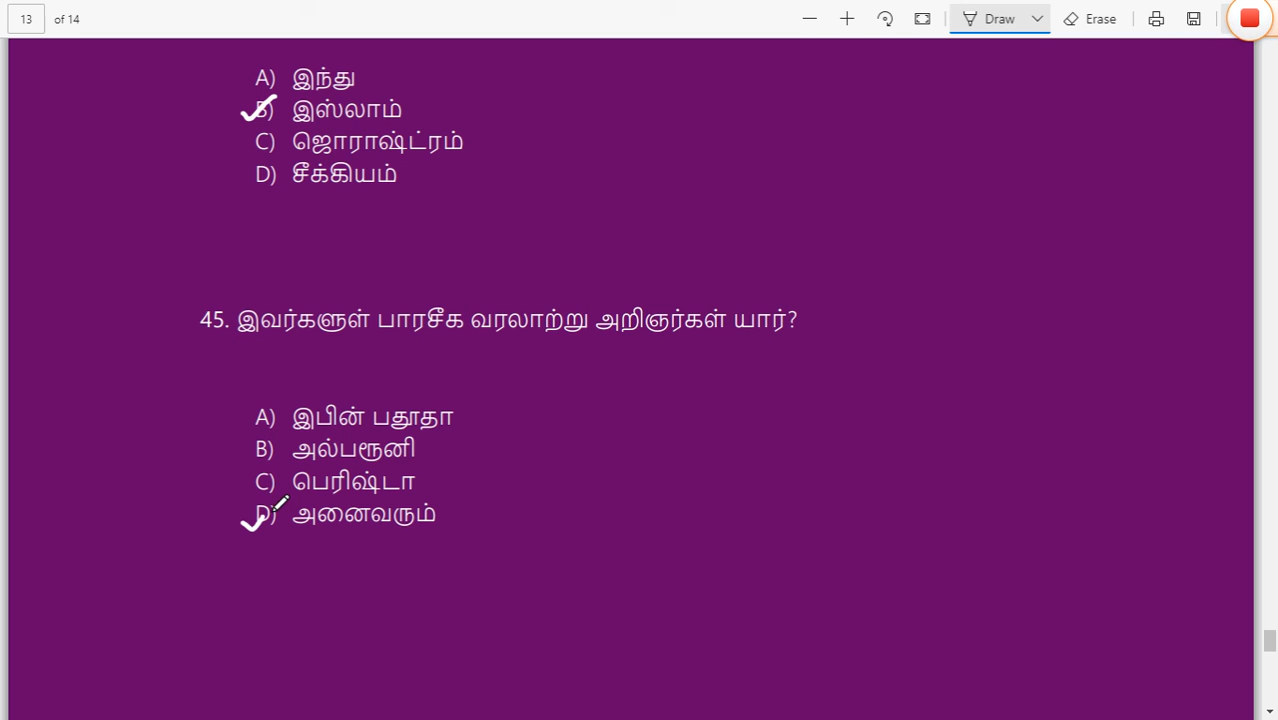 13 of 14 Draw Erase
A) இந்து
B) இஸ்லாம்
C) ஜொராஷ்ட்ரம்
D) சீக்கியம்
45. இவர்களுள் பாரசீக வரலாற்று அறிஞர்கள் யார்?
A) இபின் பதூதா
B) அல்பரூனி
C) பெரிஷ்டா
D) அனைவரும்